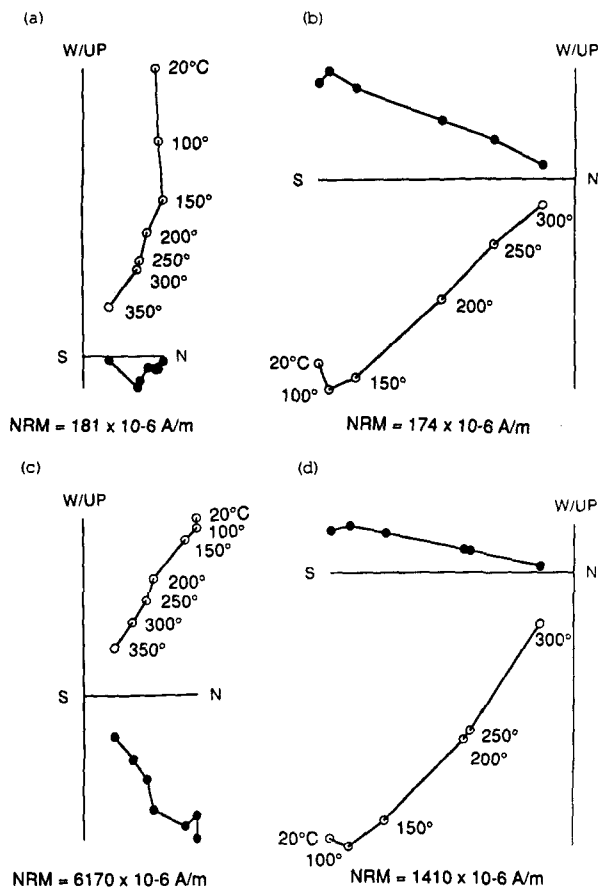 (a)
W/UP
20°C
100°
150°
200°
250°
300°
350°
S
N
NRM = 181 x 10-6 A/m
(b)
W/UP
S
N
300°
250°
200°
20°C
150°
100°
NRM = 174 x 10-6 A/m
(c)
W/UP
20°C
100°
150°
200°
250°
300°
350°
S
N
NRM = 6170 x 10-6 A/m
(d)
W/UP
S
N
300°
250°
200°
150°
20°C
100°
NRM = 1410 x 10-6 A/m